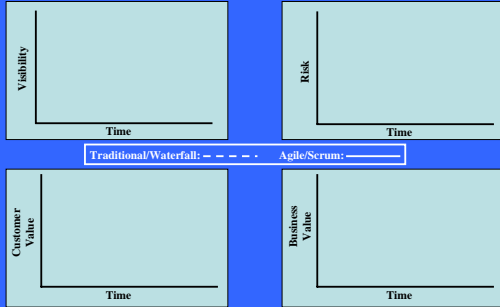 Visibility
Time
Risk
Time
Traditional/Waterfall:
Agile/Scrum:
Customer
Value
Time
Business
Value
Time